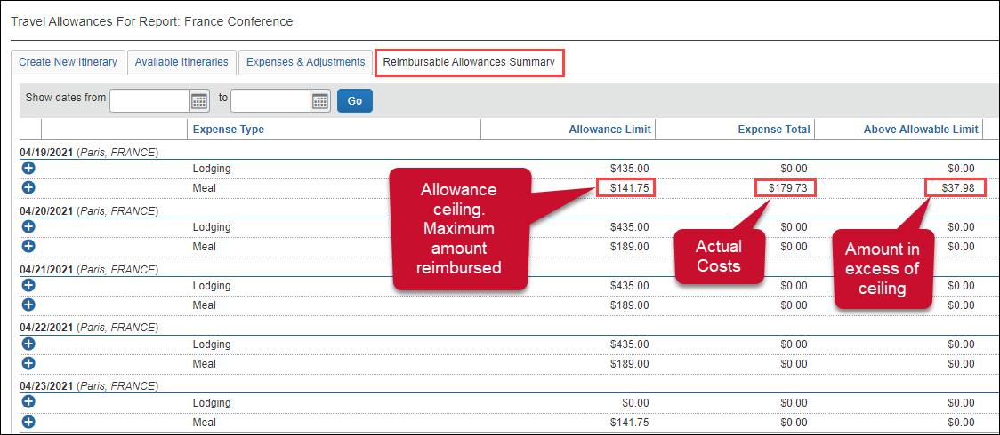 Travel Allowances For Report: France Conference
Create New Itinerary Available Itineraries Expenses & Adjustments Reimbursable Allowances Summary
Show dates from to Go
Expense Type Allowance Limit Expense Total Above Allowable Limit
04/19/2021 (Paris, FRANCE)
Lodging $435.00 $0.00 $0.00
Meal $141.75 $179.73 $37.98
Allowance
ceiling.
Maximum
amount
reimbursed
04/20/2021 (Paris, FRANCE)
Lodging $435.00 $0.00 $0.00
Meal $189.00 $0.00 $0.00
Actual
Costs
Amount in
excess of
ceiling
04/21/2021 (Paris, FRANCE)
Lodging $435.00 $0.00 $0.00
Meal $189.00 $0.00 $0.00
04/22/2021 (Paris, FRANCE)
Lodging $435.00 $0.00 $0.00
Meal $189.00 $0.00 $0.00
04/23/2021 (Paris, FRANCE)
Lodging $0.00 $0.00 $0.00
Meal $141.75 $0.00 $0.00